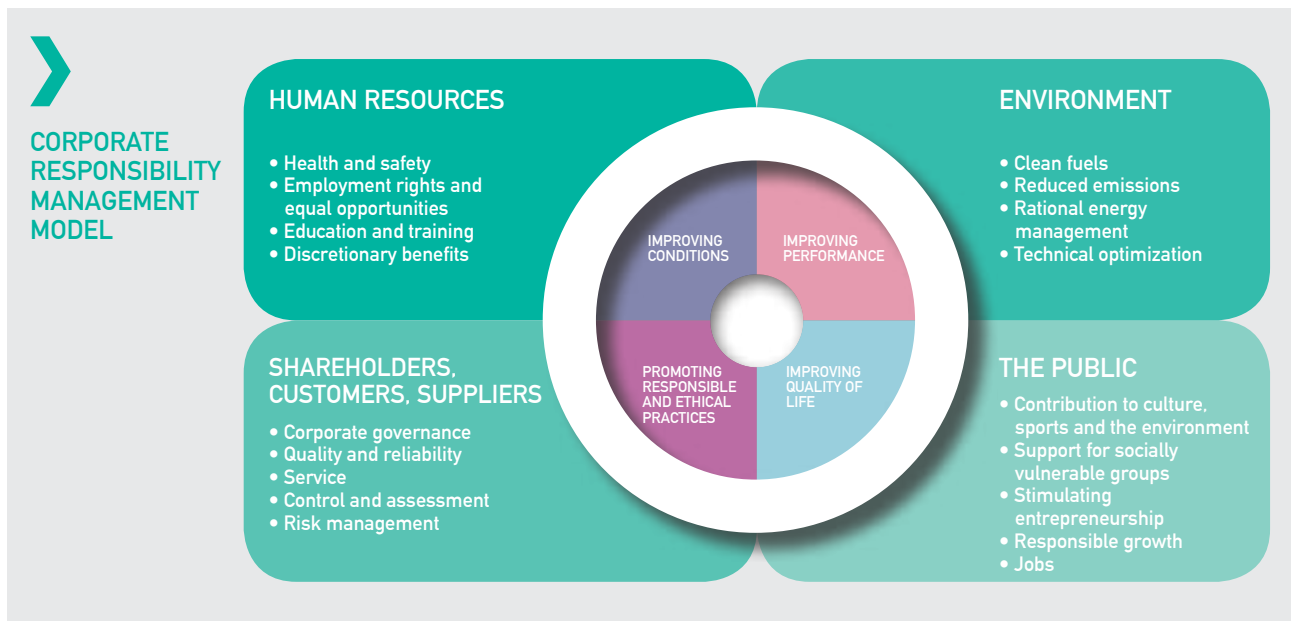 CORPORATE
RESPONSIBILITY
MANAGEMENT
MODEL
HUMAN RESOURCES
• Health and safety
• Employment rights and
equal opportunities
• Education and training
• Discretionary benefits
ENVIRONMENT
• Clean fuels
• Reduced emissions
• Rational energy
management
• Technical optimization
IMPROVING
CONDITIONS
IMPROVING
PERFORMANCE
PROMOTING
RESPONSIBLE
AND ETHICAL
PRACTICES
IMPROVING
QUALITY OF
LIFE
SHAREHOLDERS,
CUSTOMERS, SUPPLIERS
• Corporate governance
• Quality and reliability
• Service
• Control and assessment
• Risk management
THE PUBLIC
• Contribution to culture,
sports and the environment
• Support for socially
vulnerable groups
• Stimulating
entrepreneurship
• Responsible growth
• Jobs